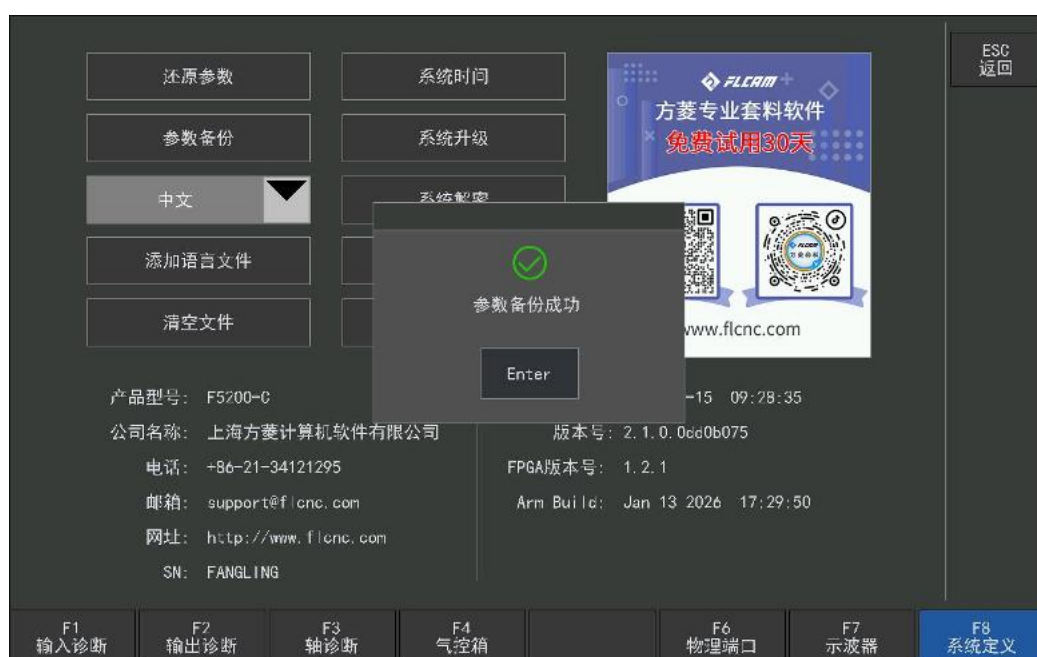 ESC
返回
还原参数
系统时间
参数备份
系统升级
中文
系统解密
添加语言文件
清空文件
FLCAM
方菱专业套料软件
免费试用30天
www.flcnc.com
参数备份成功
Enter
产品型号: F5200-C
-15 09:28:35
公司名称: 上海方菱计算机软件有限公司
版本号: 2.1.0.0dd0b075
电话: +86-21-34121295
FPGA版本号: 1.2.1
邮箱: support@flcnc.com
Arm Build: Jan 13 2026 17:29:50
网址: http://www.flcnc.com
SN: FANGLING
F1
输入诊断
F2
输出诊断
F3
轴诊断
F4
气控箱
F6
物理端口
F7
示波器
F8
系统定义